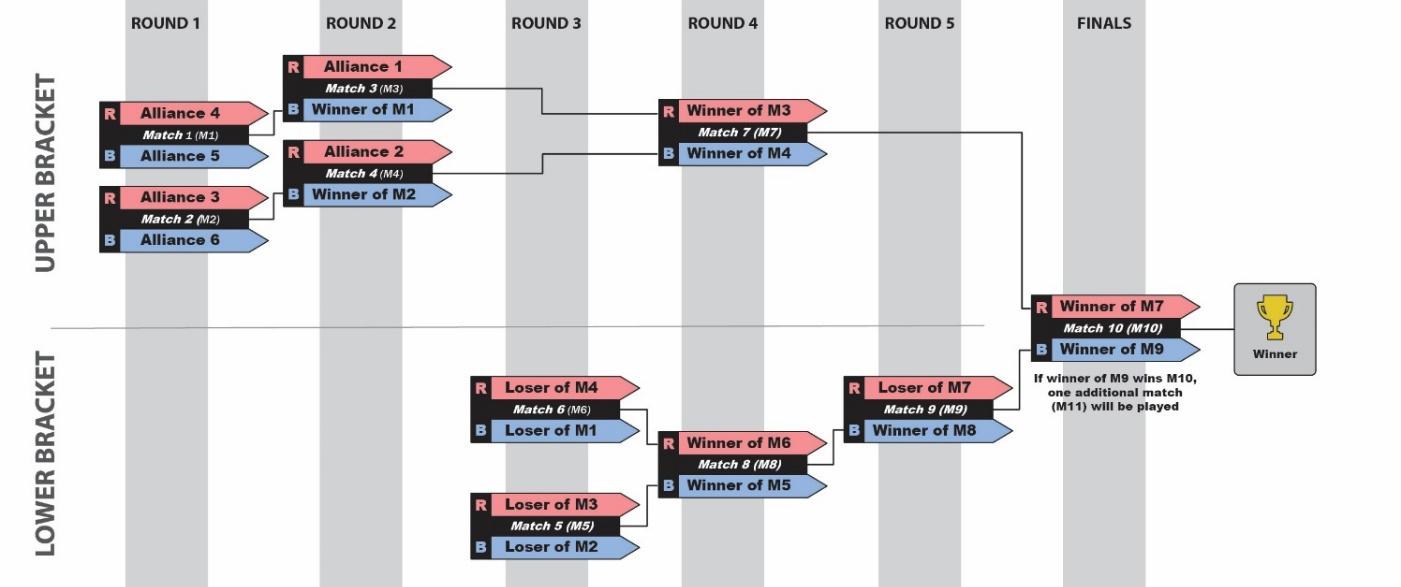 ROUND 1
ROUND 2
ROUND 3
ROUND 4
ROUND 5
FINALS
UPPER BRACKET
R Alliance 4
Match 1 (M1)
B Alliance 5
R Alliance 3
Match 2 (M2)
B Alliance 6
R Alliance 1
Match 3 (M3)
B Winner of M1
R Alliance 2
Match 4 (M4)
B Winner of M2
R Winner of M3
Match 7 (M7)
B Winner of M4
R Winner of M7
Match 10 (M10)
B Winner of M9
If winner of M9 wins M10,
one additional match
(M11) will be played
Winner
LOWER BRACKET
R Loser of M4
Match 6 (M6)
B Loser of M1
R Loser of M3
Match 5 (M5)
B Loser of M2
R Winner of M6
Match 8 (M8)
B Winner of M5
R Loser of M7
Match 9 (M9)
B Winner of M8